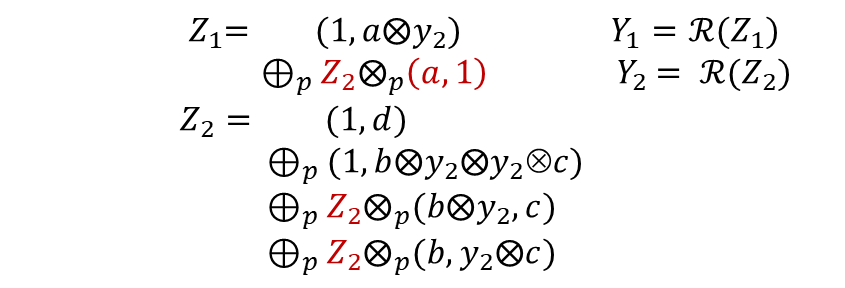 Z₁= (1, a⊗y₂) Y₁ = ℛ(Z₁)
⊕ₚ Z₂⊗ₚ(a, 1) Y₂ = ℛ(Z₂)
Z₂ = (1, d)
⊕ₚ (1, b⊗y₂⊗y₂⊗c)
⊕ₚ Z₂⊗ₚ(b⊗y₂, c)
⊕ₚ Z₂⊗ₚ(b, y₂⊗c)